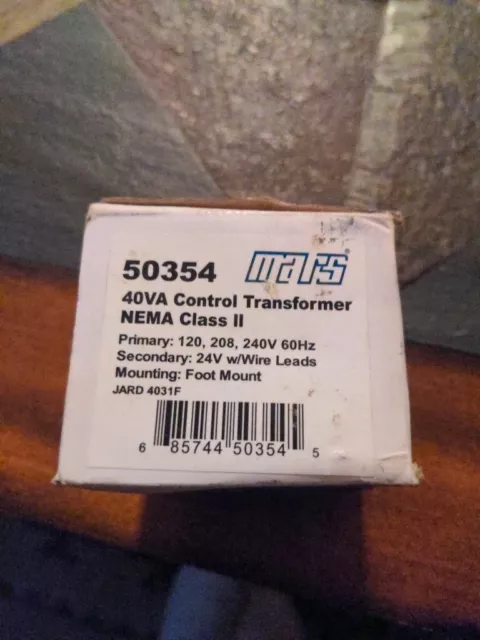 50354 mars
40VA Control Transformer
NEMA Class II
Primary: 120, 208, 240V 60Hz
Secondary: 24V w/Wire Leads
Mounting: Foot Mount
JARD 4031F
6 85744 50354 5